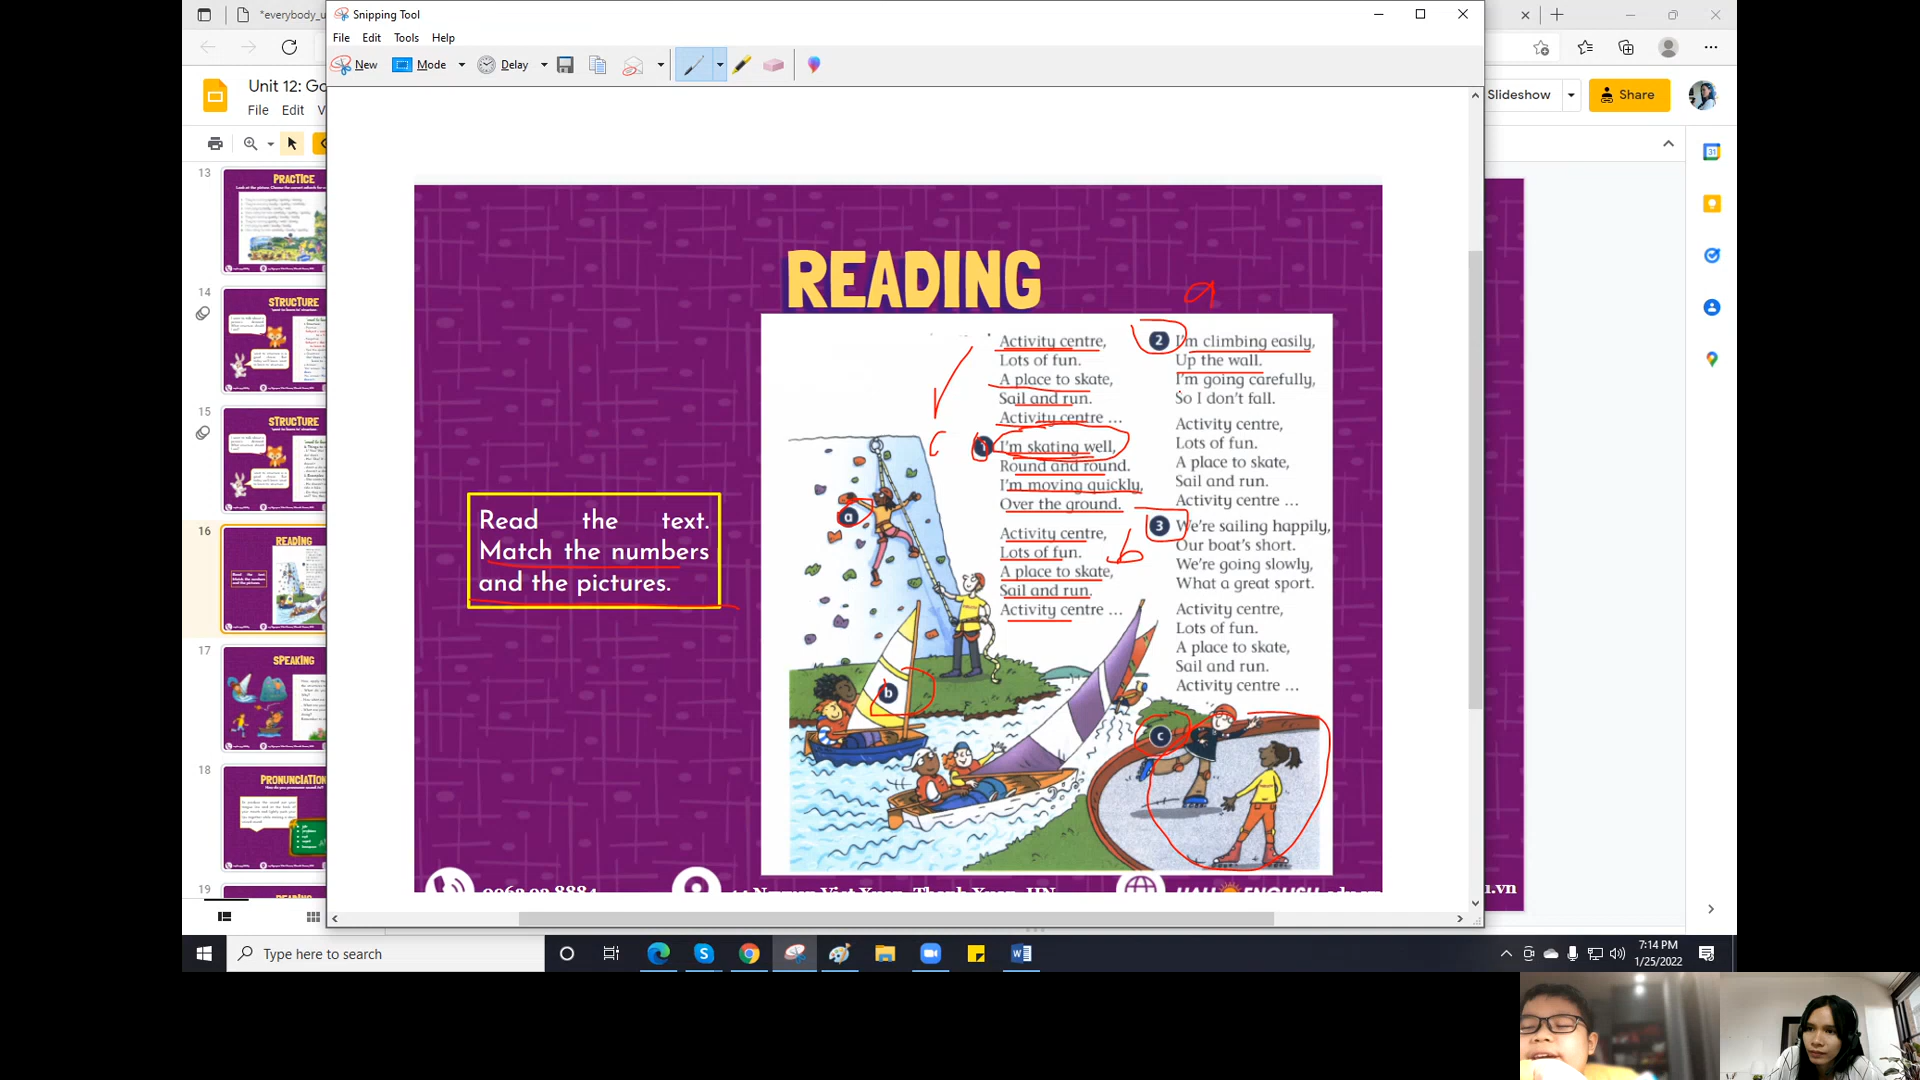 *everybody_u
Snipping Tool
File Edit Tools Help
New Mode Delay
Unit 12: Go
File Edit V
Slideshow
Share
13
PRACTICE
14
STRUCTURE
15
STRUCTURE
16
READING
17
SPEAKING
18
PRONUNCIATION
19
READING
a
Read the text.
Match the numbers
and the pictures.
Activity centre,
Lots of fun.
A place to skate,
Sail and run.
Activity centre ...
c
1 I'm skating well,
Round and round.
I'm moving quickly,
Over the ground.
Activity centre,
Lots of fun.
A place to skate,
Sail and run.
Activity centre ...
2 I'm climbing easily,
Up the wall.
I'm going carefully,
So I don't fall.
Activity centre,
Lots of fun.
A place to skate,
Sail and run.
Activity centre ...
b
3 We're sailing happily,
Our boat's short.
We're going slowly,
What a great sport.
Activity centre,
Lots of fun.
A place to skate,
Sail and run.
Activity centre ...
a
b
c
u.vn
Type here to search
7:14 PM
1/25/2022